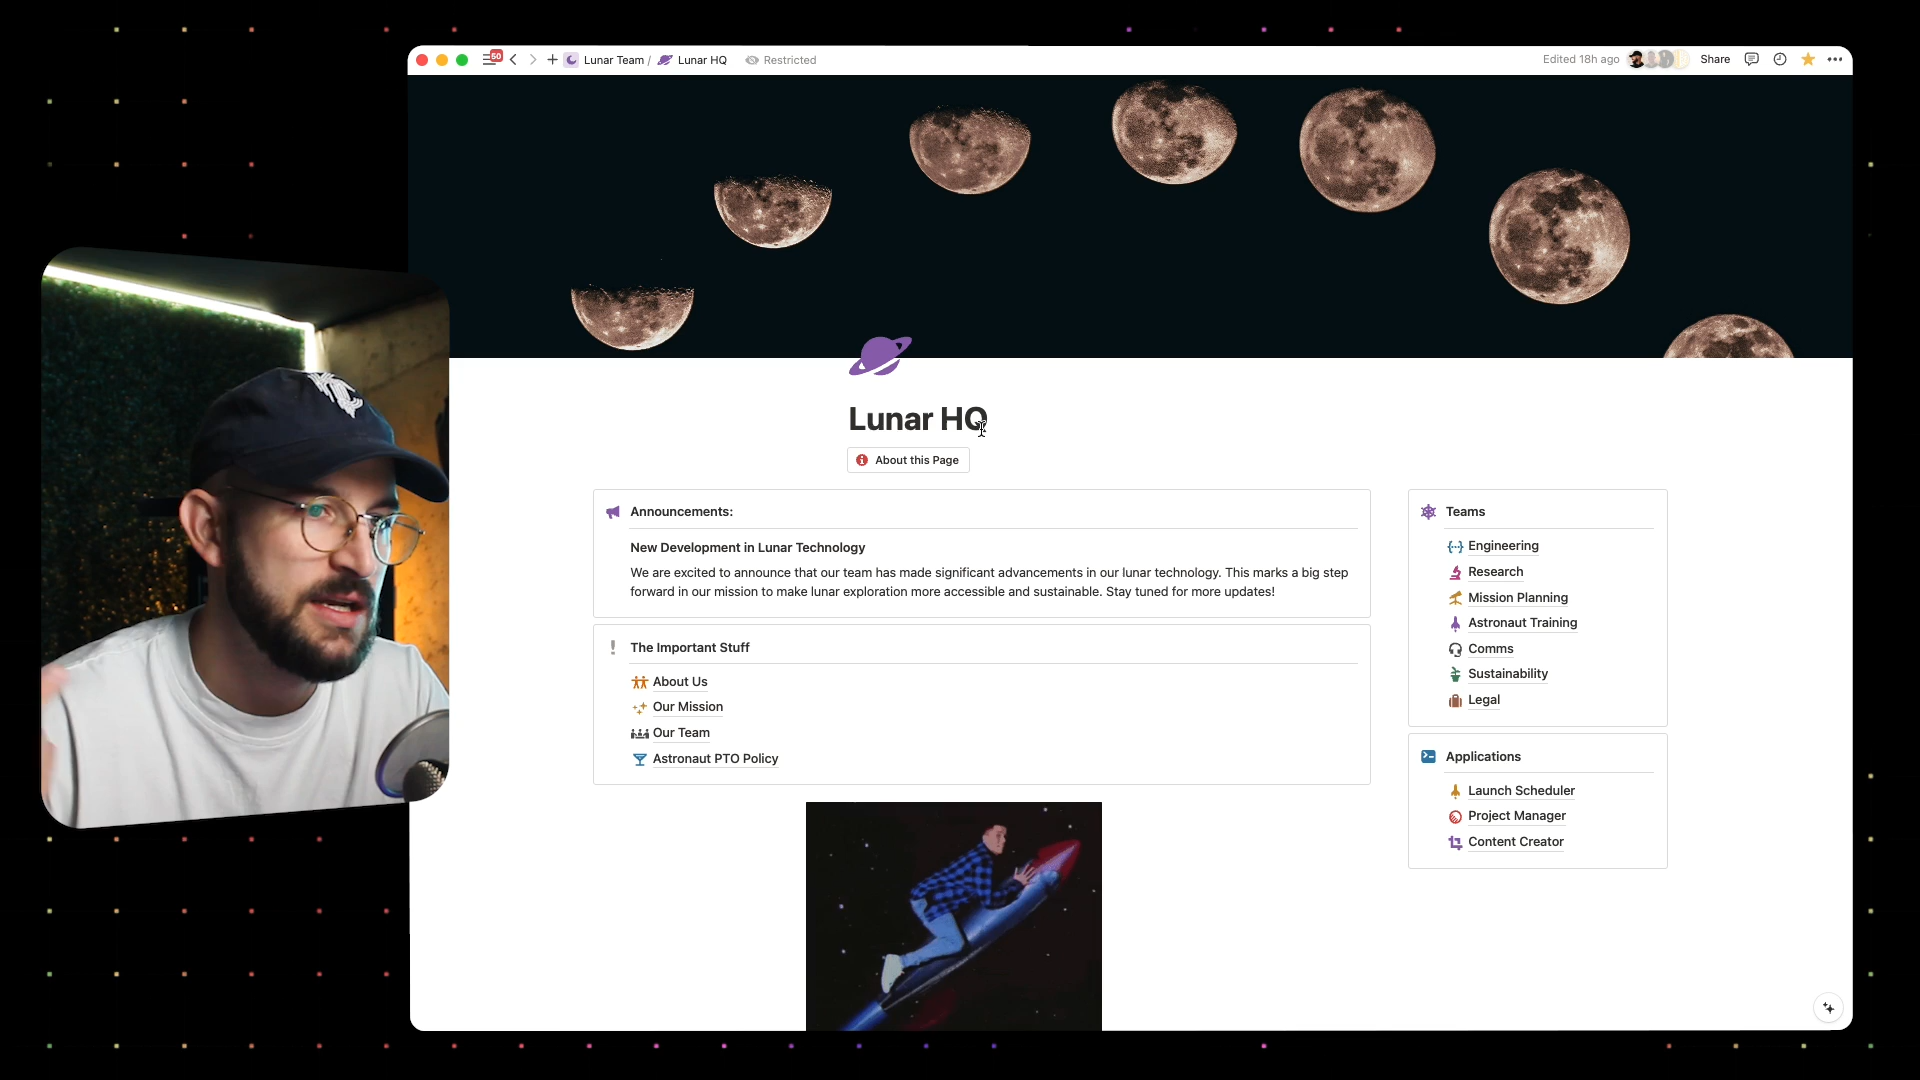 50
Lunar Team / Lunar HQ
Restricted
Edited 18h ago
Share
KC
Lunar HQ
About this Page
Announcements:
New Development in Lunar Technology
We are excited to announce that our team has made significant advancements in our lunar technology. This marks a big step
forward in our mission to make lunar exploration more accessible and sustainable. Stay tuned for more updates!
The Important Stuff
About Us
Our Mission
Our Team
Astronaut PTO Policy
Teams
Engineering
Research
Mission Planning
Astronaut Training
Comms
Sustainability
Legal
Applications
Launch Scheduler
Project Manager
Content Creator